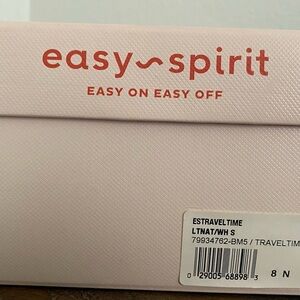 easy~spirit
EASY ON EASY OFF
ESTRAVELTIME
LTNAT/WH S
79934762-BM5 / TRAVELTIM
0 29005 68898 3
8 N